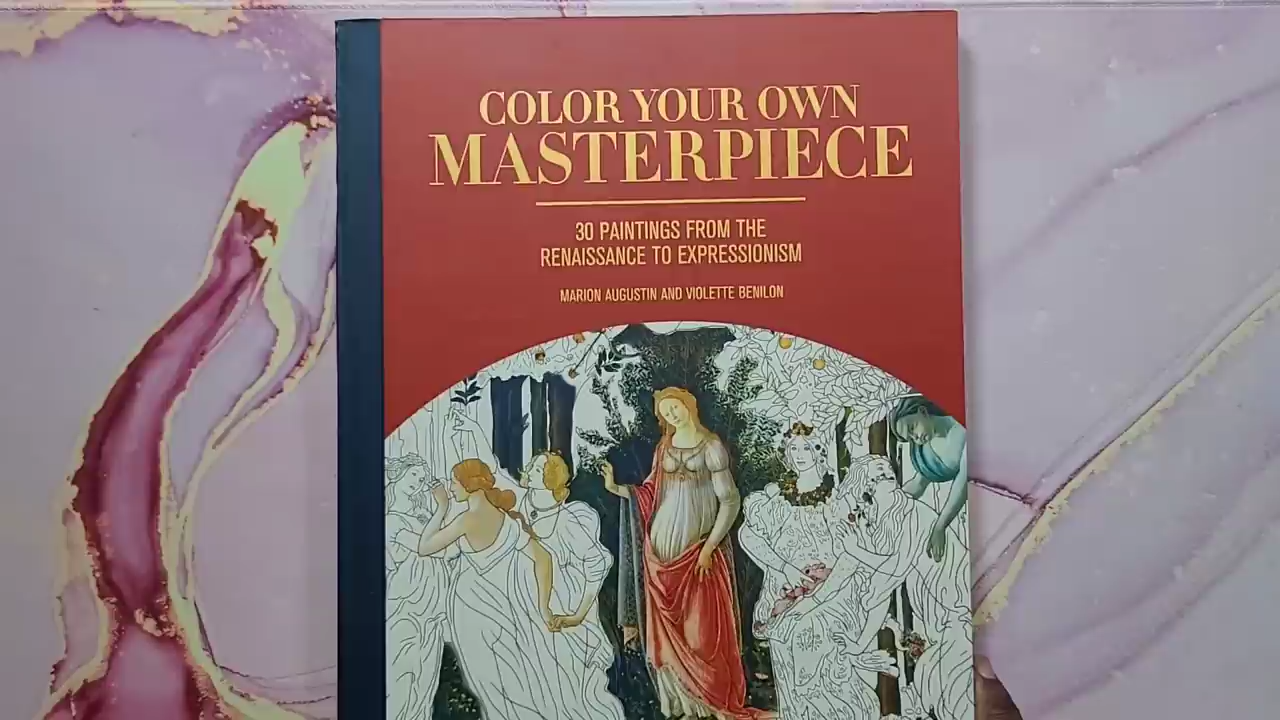 COLOR YOUR OWN
MASTERPIECE
30 PAINTINGS FROM THE
RENAISSANCE TO EXPRESSIONISM
MARION AUGUSTIN AND VIOLETTE BENILON